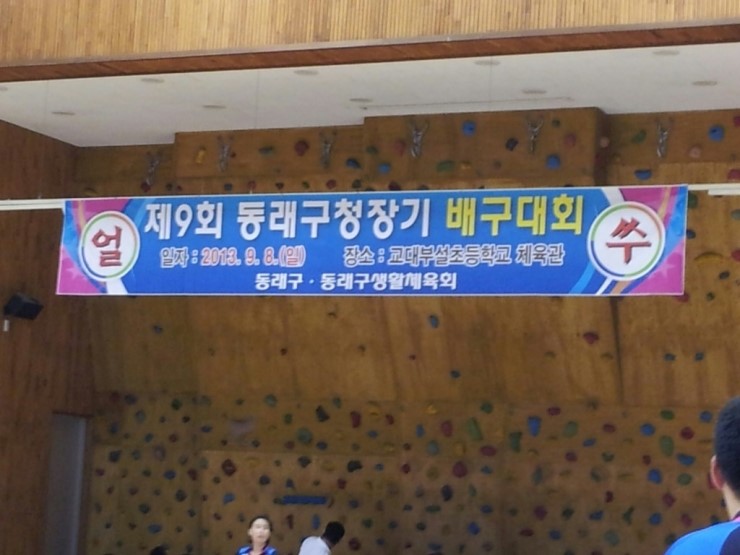 얼 쑤
제9회 동래구청장기 배구대회
일자 : 2013. 9. 8.(일) 장소 : 교대부설초등학교 체육관
동래구 · 동래구생활체육회